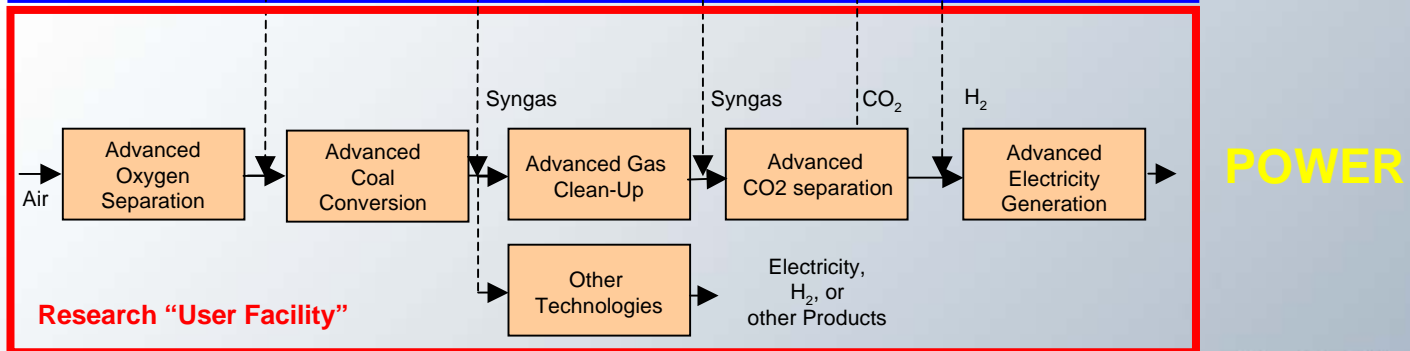 Syngas
Syngas
CO₂
H₂
Air
Advanced
Oxygen
Separation
Advanced
Coal
Conversion
Advanced Gas
Clean-Up
Advanced
CO2 separation
Advanced
Electricity
Generation
POWER
Other
Technologies
Electricity,
H₂, or
other Products
Research “User Facility”